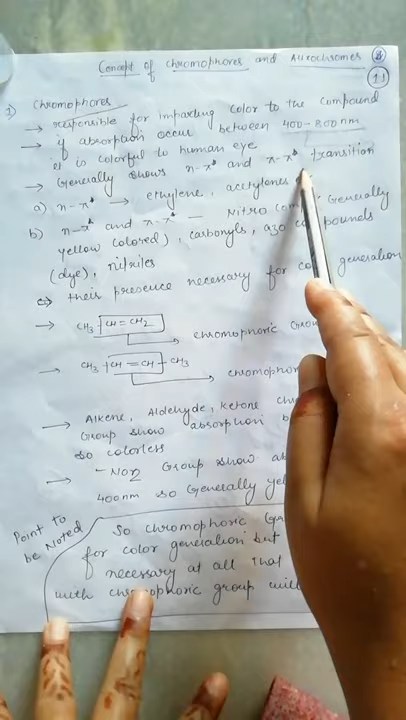 Concept of Chromophores and Auxochromes
8
11
1) Chromophores
→ responsible for imparting color to the compound
→ if absorption occur between 400-800nm
it is colorful to human eye
→ Generally shows n-π* and π-π* transition
a) π-π* → ethylene, acetylenes
b) n-π* and π-π* — Nitro Generally
yellow colored), carbonyls, azo compounds
(dye), nitriles
c) their presence necessary for generation
→ CH3-CH=CH2
chromophoric Grou
→ CH3+CH=CH-CH3
chromophor
→ Alkene, Aldehyde, ketone
Group show absorption
so colorless
→ -NO2 Group show
400nm so Generally
Point to
be Noted
So chromophoric
for color generation but
necessary at all that
with chromophoric group will